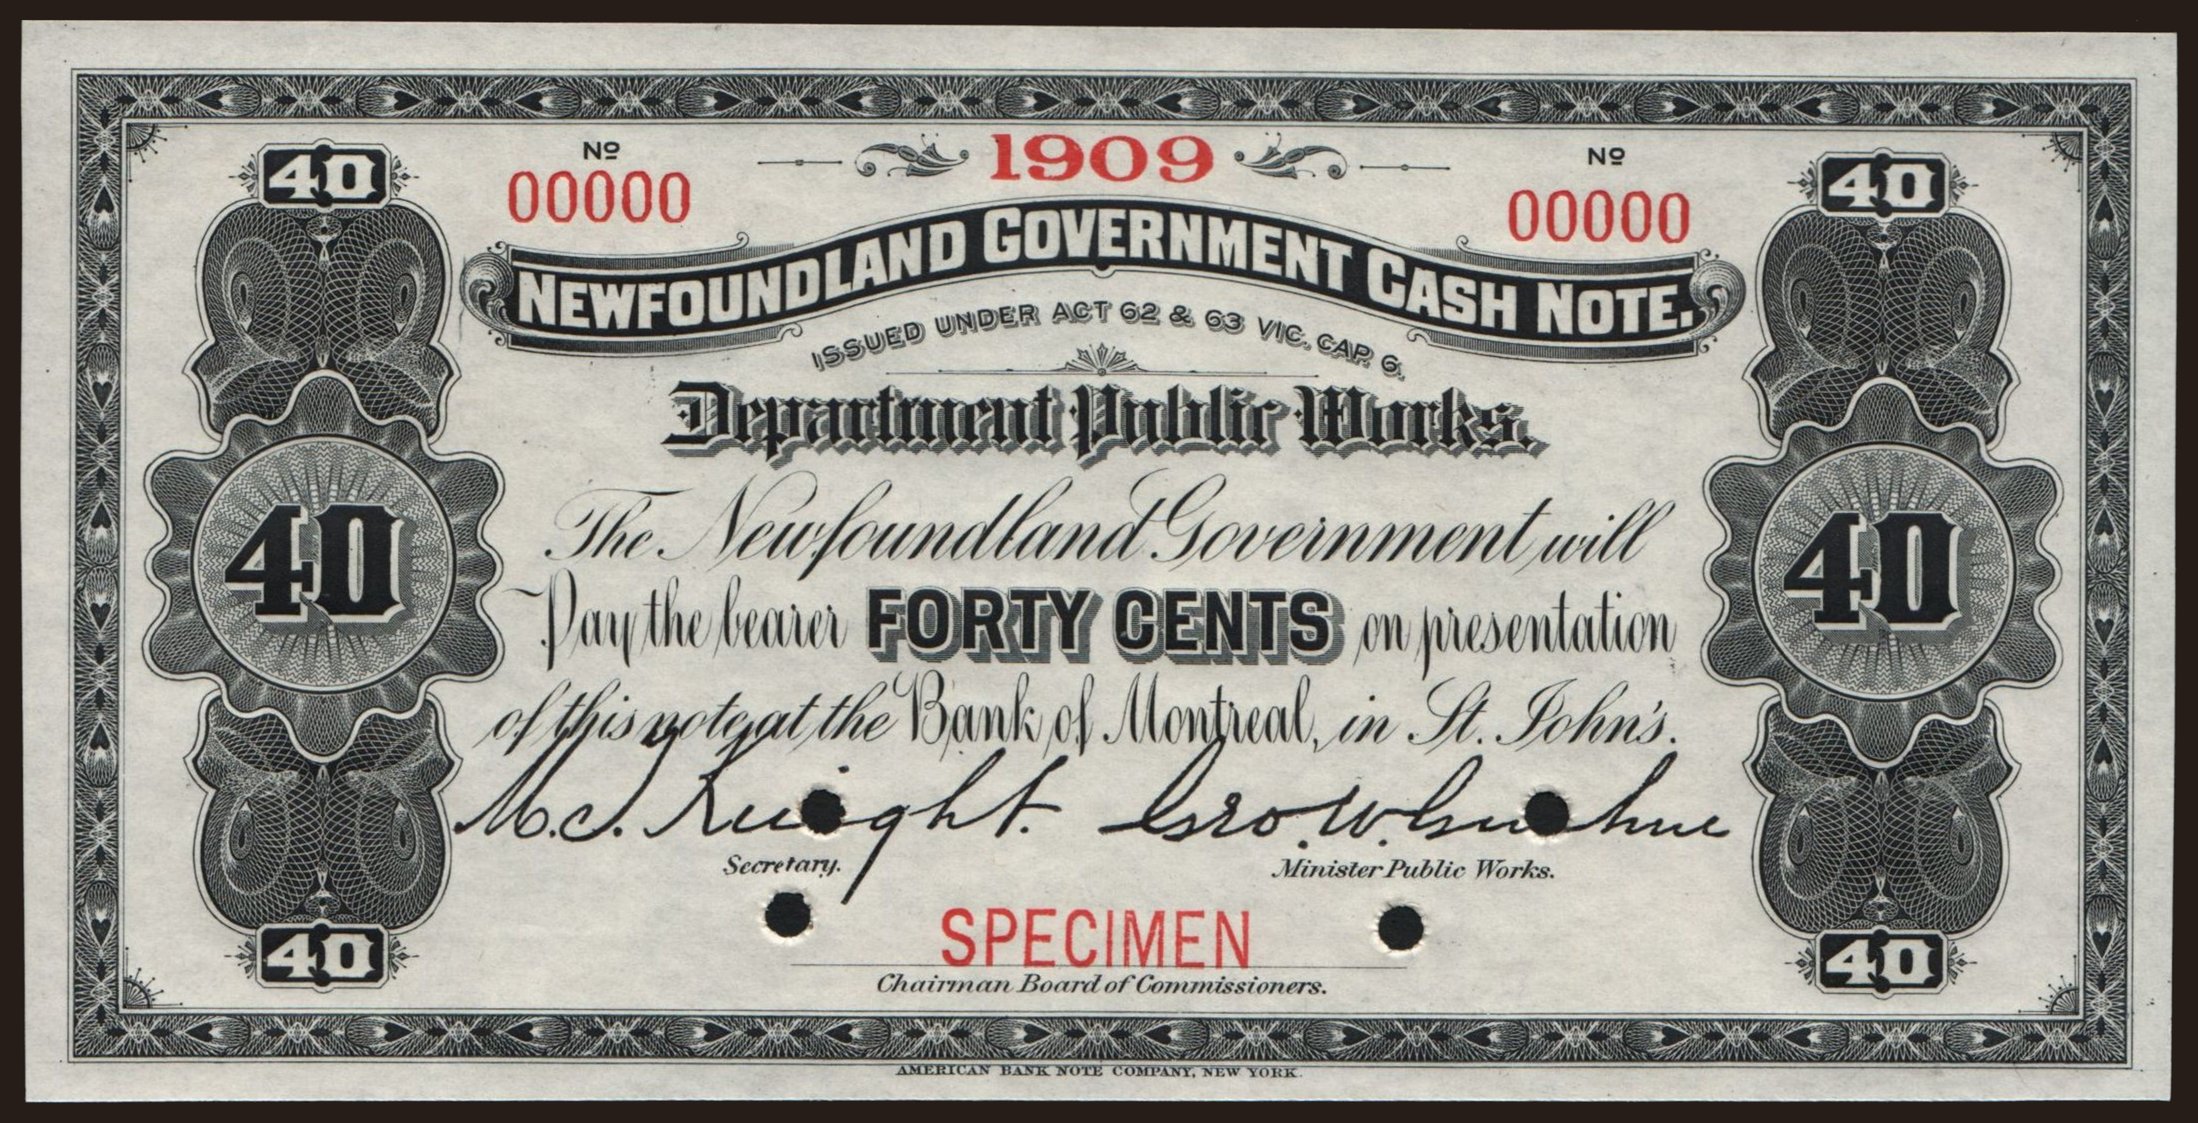 40
Nº
00000
1909
Nº
00000
40
NEWFOUNDLAND GOVERNMENT CASH NOTE.
ISSUED UNDER ACT 62 & 63 VIC. CAP. 6.
Department Public Works.
The Newfoundland Government will
40
Pay the bearer FORTY CENTS on presentation
40
of this note at the Bank of Montreal, in St. John's.
M.C. Knight. Geo. W. Gushue
Secretary.
Minister Public Works.
SPECIMEN
40
40
Chairman Board of Commissioners.
AMERICAN BANK NOTE COMPANY, NEW YORK.